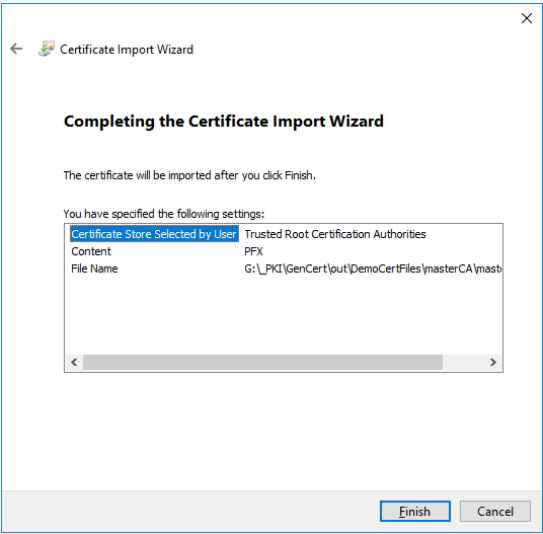 Certificate Import Wizard
Completing the Certificate Import Wizard
The certificate will be imported after you click Finish.
You have specified the following settings:
Certificate Store Selected by User Trusted Root Certification Authorities
Content PFX
File Name G:\_PKI\GenCert\out\DemoCertFiles\masterCA\mast
Finish Cancel